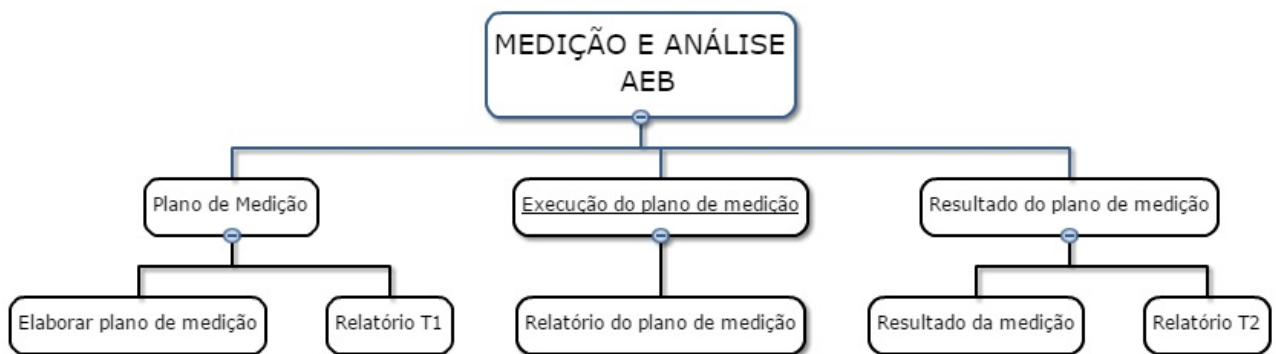 MEDIÇÃO E ANÁLISE
AEB
Plano de Medição
Execução do plano de medição
Resultado do plano de medição
Elaborar plano de medição
Relatório T1
Relatório do plano de medição
Resultado da medição
Relatório T2